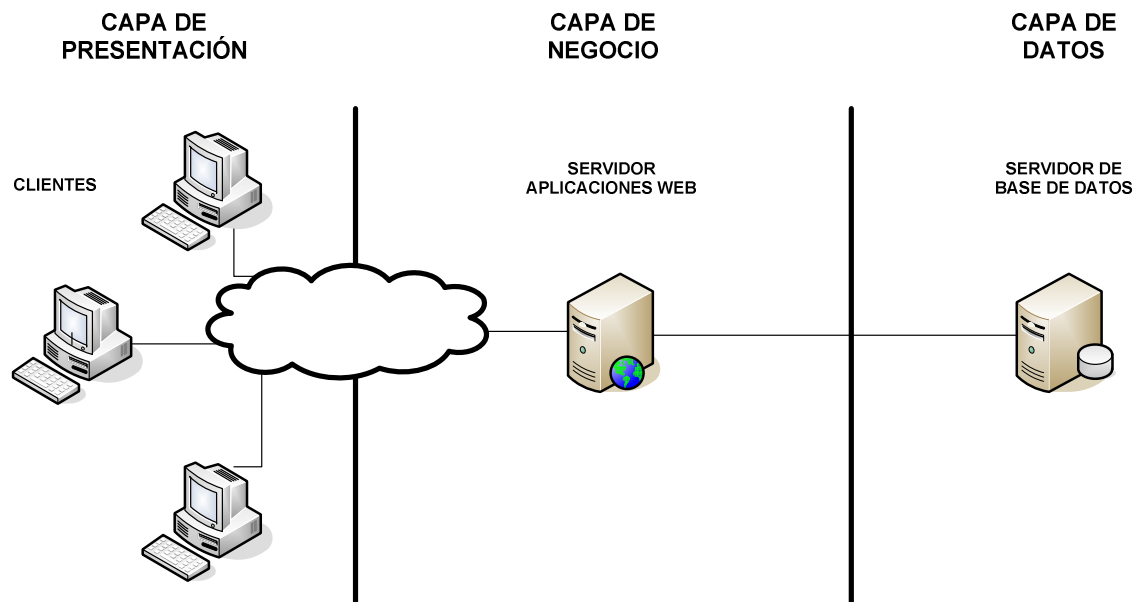 CAPA DE
PRESENTACIÓN
CAPA DE
NEGOCIO
CAPA DE
DATOS
CLIENTES
SERVIDOR
APLICACIONES WEB
SERVIDOR DE
BASE DE DATOS